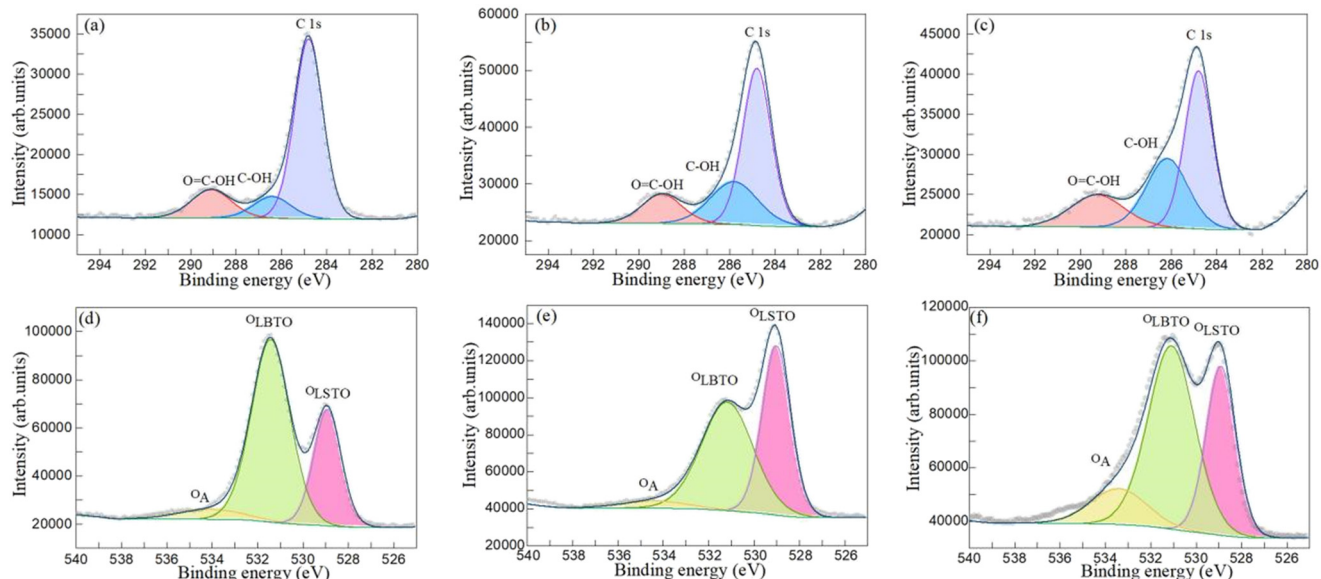 (a)
C 1s
O=C-OH
C-OH
35000
30000
25000
20000
15000
10000
Intensity (arb.units)
294 292 290 288 286 284 282 280
Binding energy (eV)
(b)
C 1s
O=C-OH
C-OH
60000
50000
40000
30000
20000
Intensity (arb.units)
294 292 290 288 286 284 282 280
Binding energy (eV)
(c)
C 1s
C-OH
O=C-OH
45000
40000
35000
30000
25000
20000
Intensity (arb.units)
294 292 290 288 286 284 282 280
Binding energy (eV)
(d)
OLBTO
OLSTO
OA
100000
80000
60000
40000
20000
Intensity (arb.units)
540 538 536 534 532 530 528 526
Binding energy (eV)
(e)
OLSTO
OLBTO
OA
140000
120000
100000
80000
60000
40000
20000
Intensity (arb.units)
540 538 536 534 532 530 528 526
Binding energy (eV)
(f)
OLBTO
OLSTO
OA
120000
100000
80000
60000
40000
Intensity (arb.units)
540 538 536 534 532 530 528 526
Binding energy (eV)